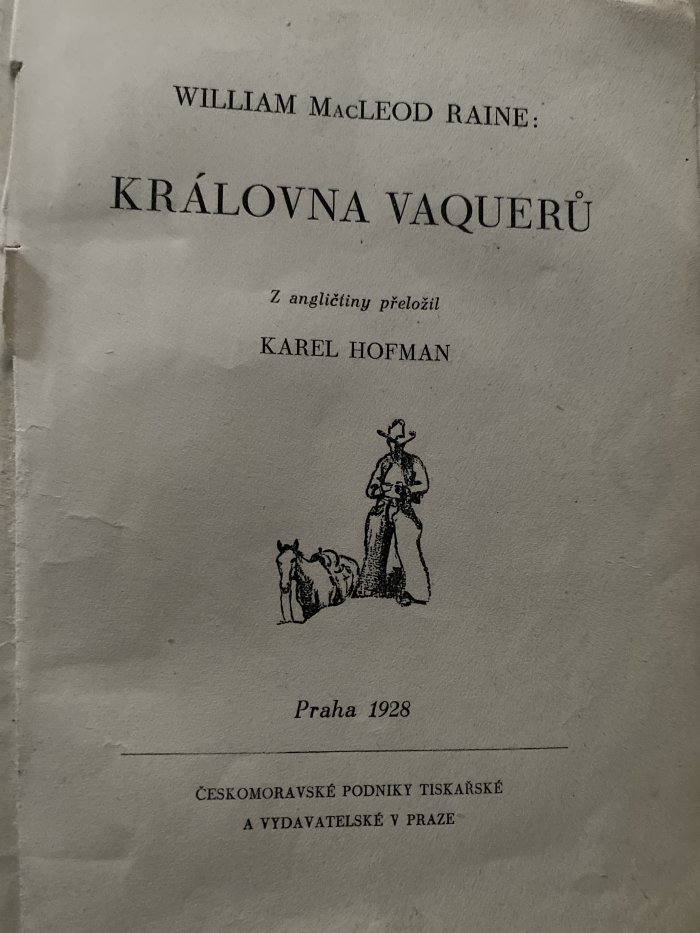 WILLIAM MacLEOD RAINE:
KRÁLOVNA VAQUERŮ
Z angličtiny přeložil
KAREL HOFMAN
Praha 1928
ČESKOMORAVSKÉ PODNIKY TISKAŘSKÉ
A VYDAVATELSKÉ V PRAZE